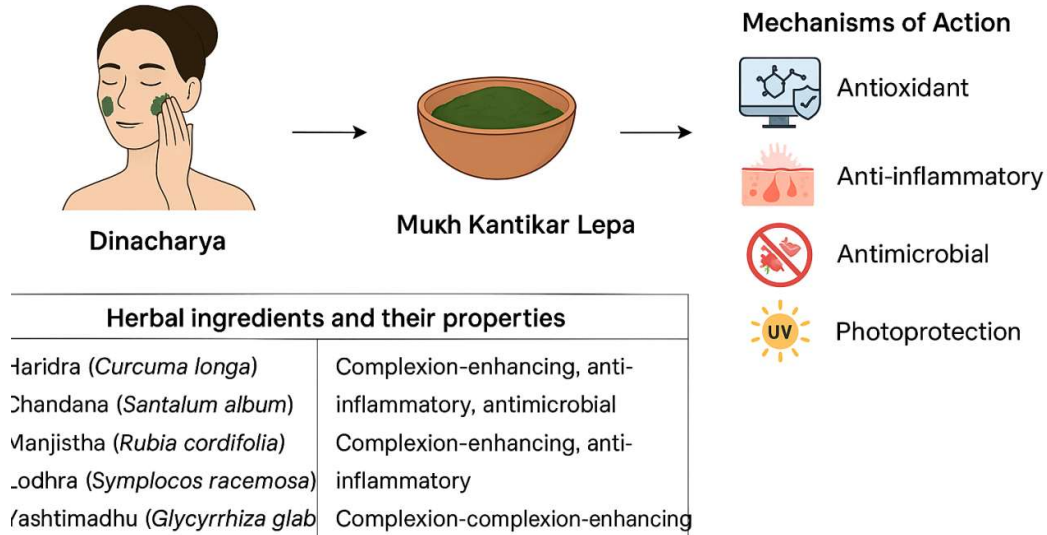 Mechanisms of Action
Antioxidant
Anti-inflammatory
Antimicrobial
UV
Photoprotection
Dinacharya
Muкh Kantikar Lepa
Herbal ingredients and their properties
Haridra (Curcuma longa)
Chandana (Santalum album)
Manjistha (Rubia cordifolia)
Lodhra (Symplocos racemosa)
Yashtimadhu (Glycyrrhiza glab
Complexion-enhancing, anti-
inflammatory, antimicrobial
Complexion-enhancing, anti-
inflammatory
Complexion-complexion-enhancing